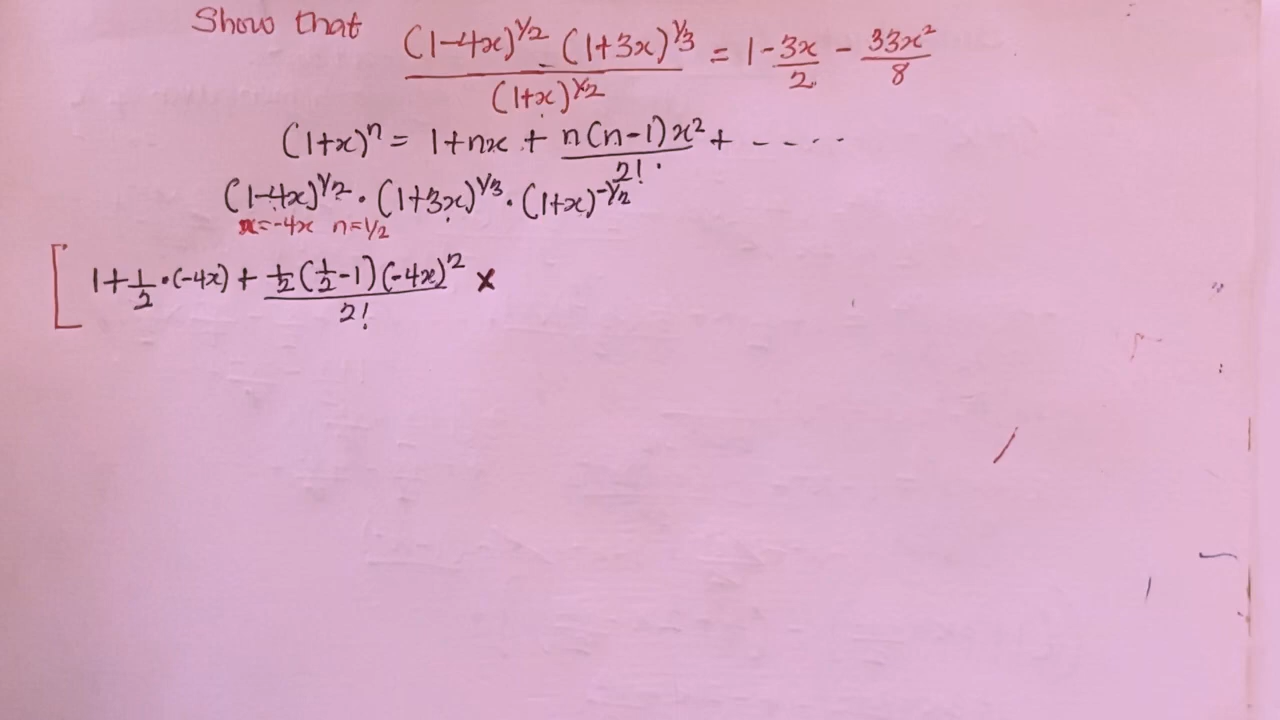 Show that
(1-4x)^1/2 (1+3x)^1/3 / (1+x)^1/2 = 1 - 3x/2 - 33x²/8
(1+x)^n = 1+nx + n(n-1)x²/2! + - - - - -
(1-4x)^1/2 · (1+3x)^1/3 · (1+x)^-1/2
x=-4x n=1/2
[ 1+1/2·(-4x) + 1/2(1/2-1)(-4x)^2/2! ×